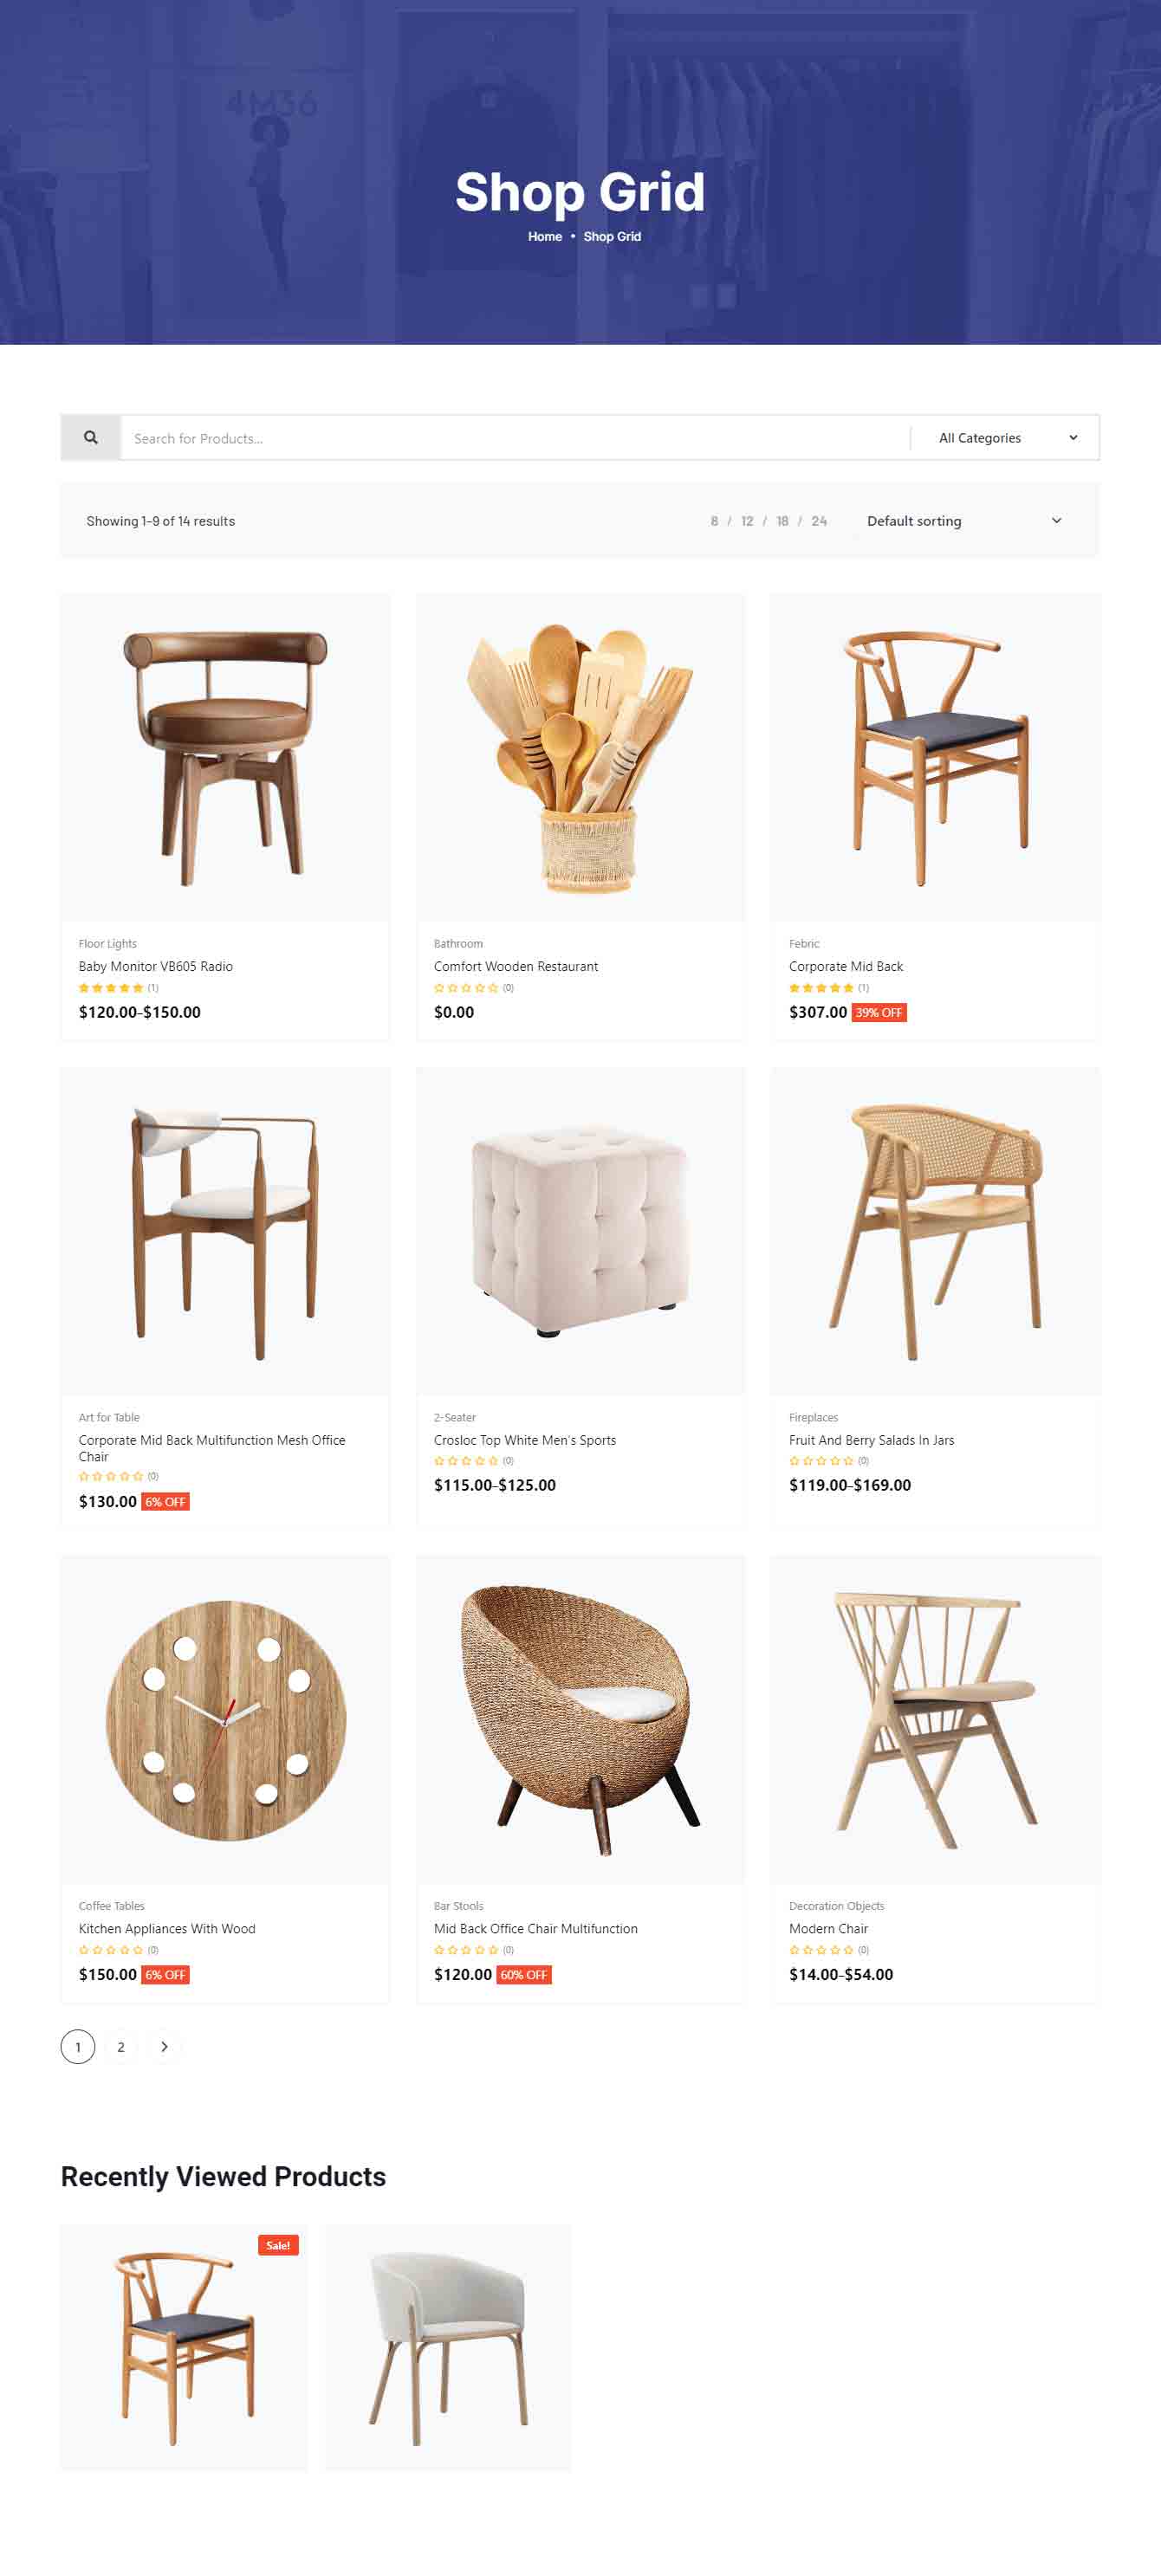 4M36
Shop Grid
Home • Shop Grid
Search for Products...
All Categories
Showing 1–9 of 14 results
8 / 12 / 18 / 24
Default sorting
Floor Lights
Baby Monitor VB605 Radio
(1)
$120.00-$150.00
Bathroom
Comfort Wooden Restaurant
(0)
$0.00
Febric
Corporate Mid Back
(1)
$307.00 39% OFF
Art for Table
Corporate Mid Back Multifunction Mesh Office
Chair
(0)
$130.00 6% OFF
2-Seater
Crosloc Top White Men's Sports
(0)
$115.00-$125.00
Fireplaces
Fruit And Berry Salads In Jars
(0)
$119.00-$169.00
Coffee Tables
Kitchen Appliances With Wood
(0)
$150.00 6% OFF
Bar Stools
Mid Back Office Chair Multifunction
(0)
$120.00 60% OFF
Decoration Objects
Modern Chair
(0)
$14.00-$54.00
1 2
Recently Viewed Products
Sale!